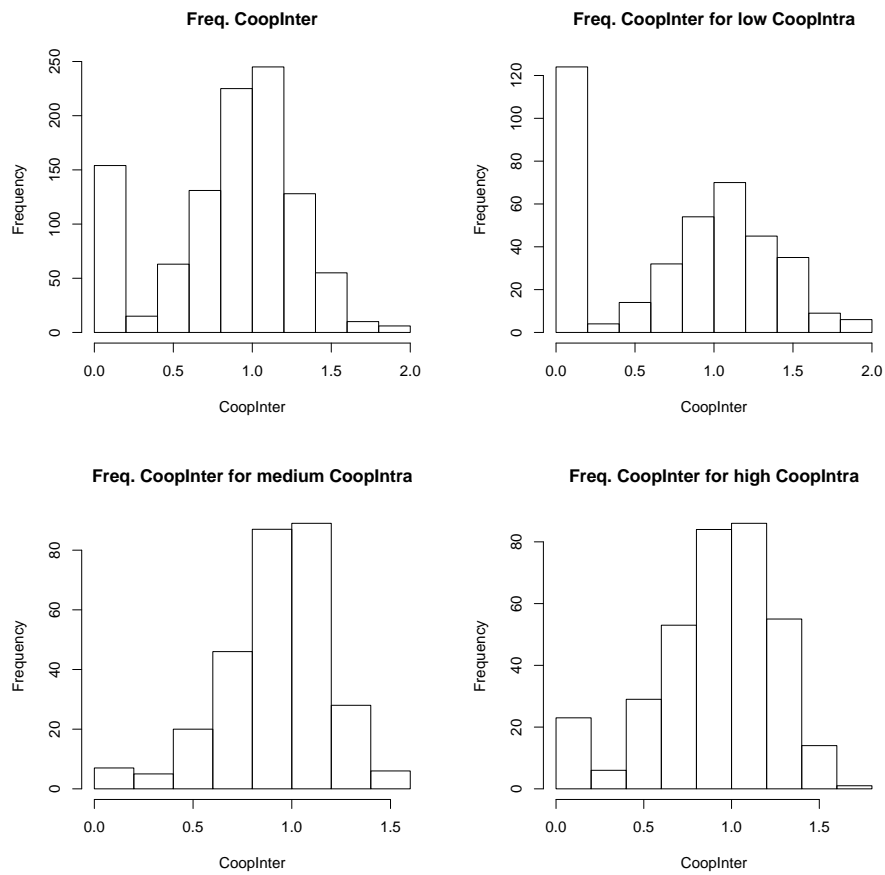 Freq. CoopInter
Frequency
250
200
150
100
50
0
0.0 0.5 1.0 1.5 2.0
CoopInter
Freq. CoopInter for low CoopIntra
Frequency
120
100
80
60
40
20
0
0.0 0.5 1.0 1.5 2.0
CoopInter
Freq. CoopInter for medium CoopIntra
Frequency
80
60
40
20
0
0.0 0.5 1.0 1.5
CoopInter
Freq. CoopInter for high CoopIntra
Frequency
80
60
40
20
0
0.0 0.5 1.0 1.5
CoopInter